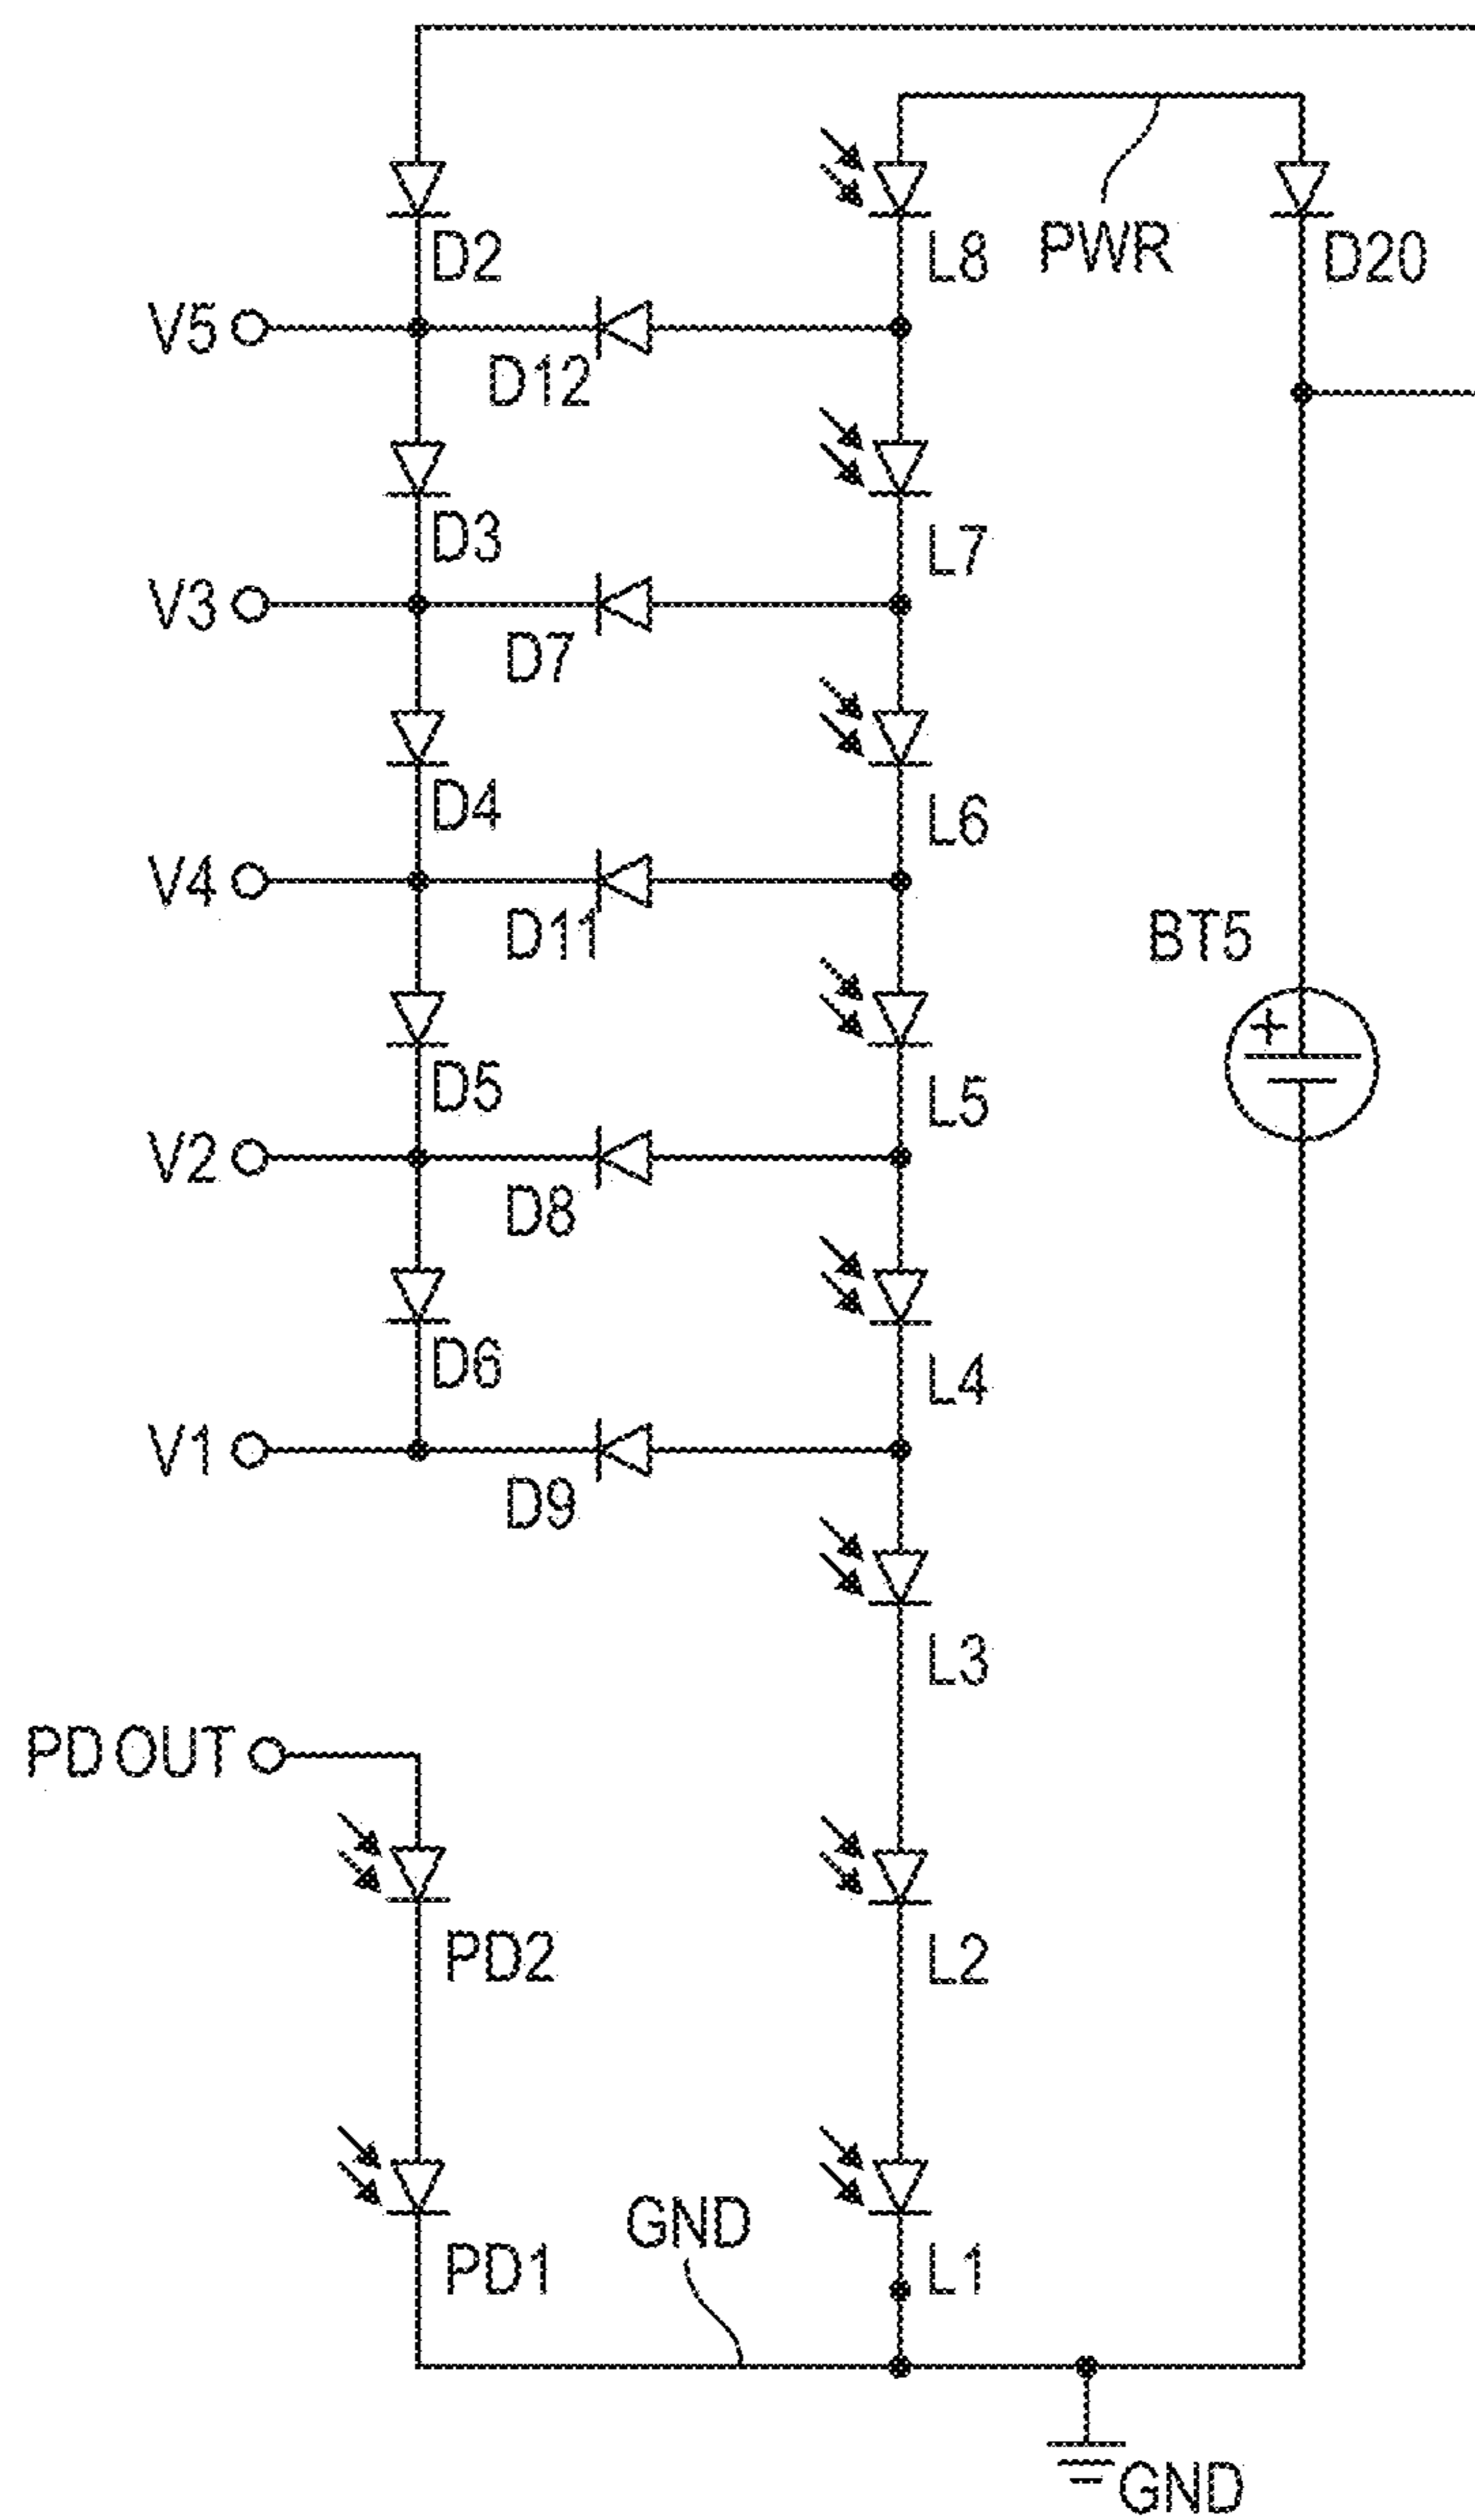 D2
L8
PWR
D20
V5
D12
D3
L7
V3
D7
D4
L6
V4
D11
BT5
+
D5
L5
V2
D8
D6
L4
V1
D9
L3
PD OUT
PD2
L2
GND
PD1
L1
GND